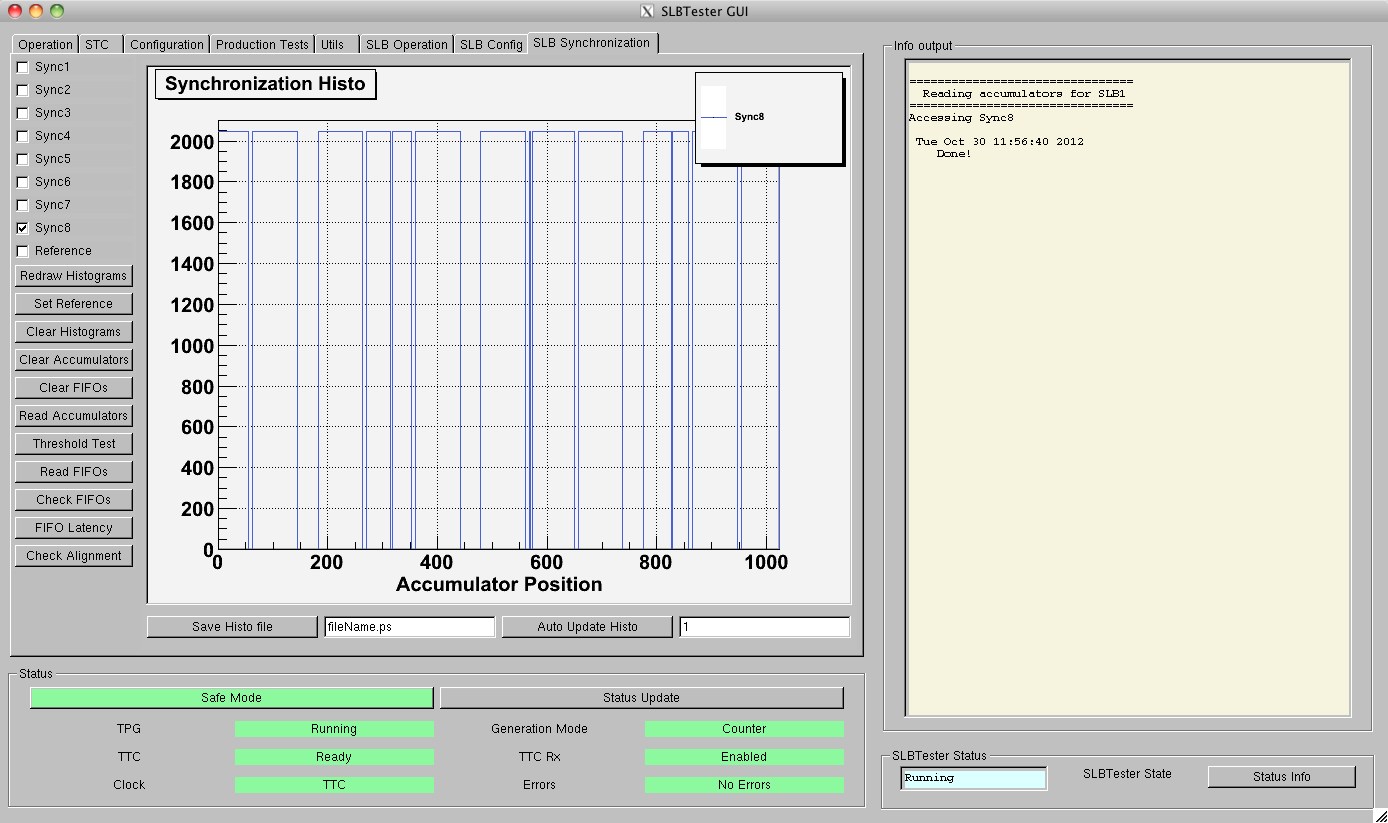 SLBTester GUI
Operation STC Configuration Production Tests Utils SLB Operation SLB Config SLB Synchronization
Sync1
Sync2
Sync3
Sync4
Sync5
Sync6
Sync7
Sync8
Reference
Redraw Histograms
Set Reference
Clear Histograms
Clear Accumulators
Clear FIFOs
Read Accumulators
Threshold Test
Read FIFOs
Check FIFOs
FIFO Latency
Check Alignment
Synchronization Histo
Sync8
2000
1800
1600
1400
1200
1000
800
600
400
200
0
0 200 400 600 800 1000
Accumulator Position
Save Histo file fileName.ps Auto Update Histo 1
Status
Safe Mode Status Update
TPG Running Generation Mode Counter
TTC Ready TTC Rx Enabled
Clock TTC Errors No Errors
Info output
================================
Reading accumulators for SLB1
================================
Accessing Sync8
Tue Oct 30 11:56:40 2012
Done!
SLBTester Status
Running SLBTester State Status Info